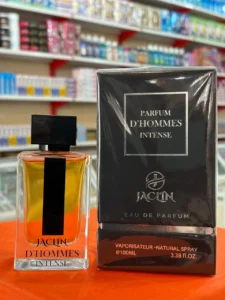 JACLIN
D'HOMMES
INTENSE
PARFUM
D'HOMMES
INTENSE
JACLIN
EAU DE PARFUM
VAPORISATEUR-NATURAL SPRAY
℮100ML
3.38 fl.OZ